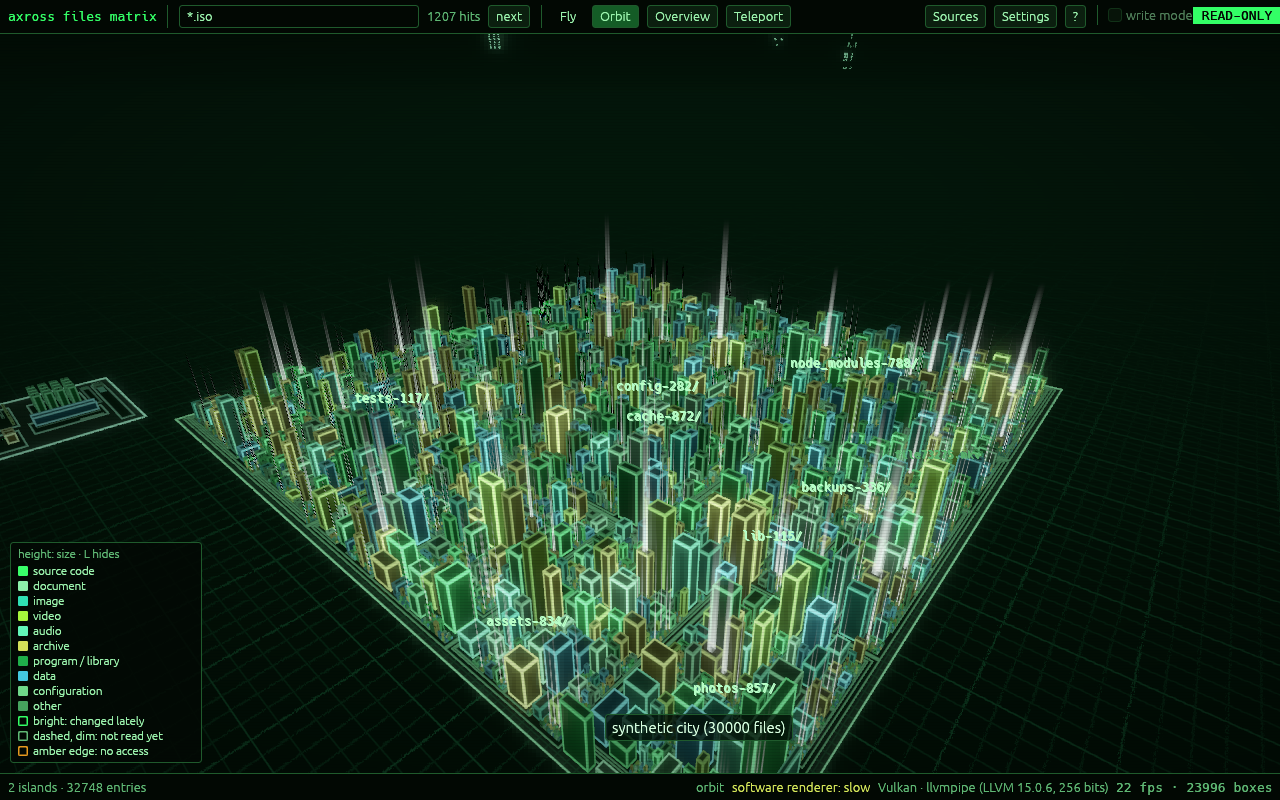 axross files matrix *.iso 1207 hits next Fly Orbit Overview Teleport Sources Settings ? write mode READ-ONLY
node_modules-788/
config-282/
tests-117/
cache-872/
lib-115/
assets-834/
photos-857/
synthetic city (30000 files)
height: size · L hides
source code
document
image
video
audio
archive
program / library
data
configuration
other
bright: changed lately
dashed, dim: not read yet
amber edge: no access
2 islands · 32748 entries orbit software renderer: slow Vulkan · llvmpipe (LLVM 15.0.6, 256 bits) 22 fps · 23996 boxes